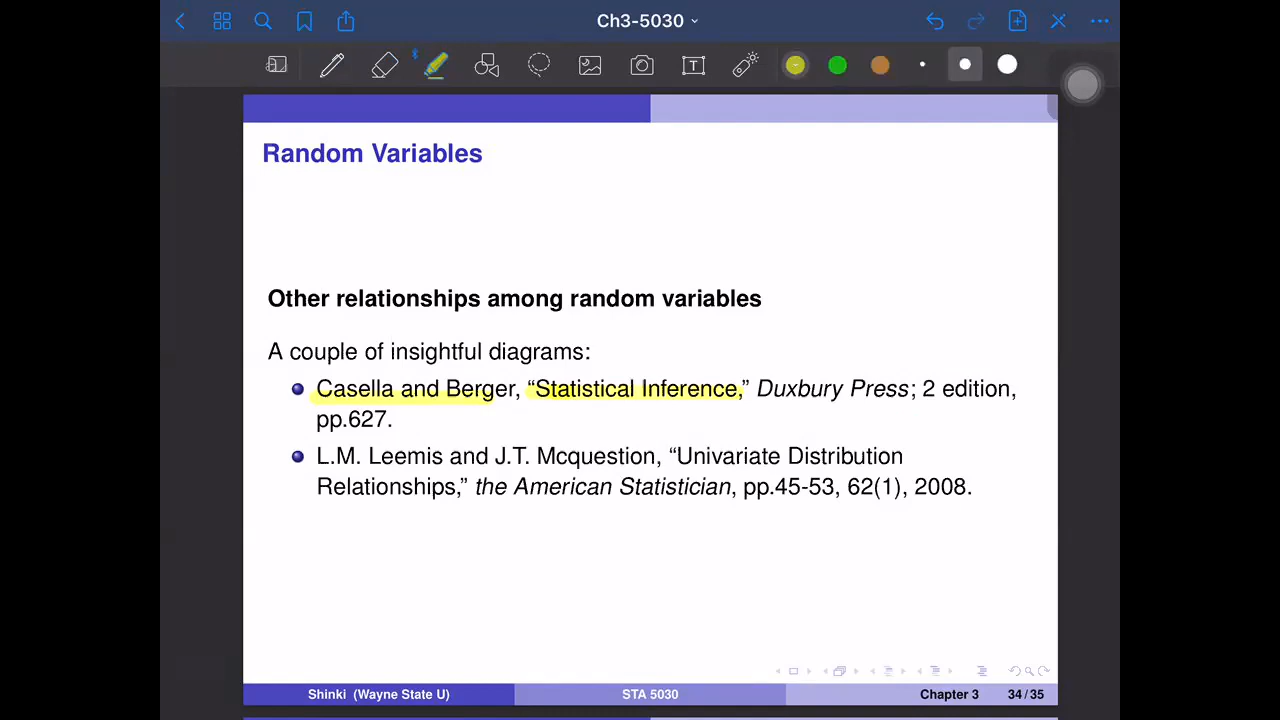 Ch3-5030
Random Variables
Other relationships among random variables
A couple of insightful diagrams:
Casella and Berger, “Statistical Inference,” Duxbury Press; 2 edition,
pp.627.
L.M. Leemis and J.T. Mcquestion, “Univariate Distribution
Relationships,” the American Statistician, pp.45-53, 62(1), 2008.
Shinki (Wayne State U) STA 5030 Chapter 3 34 / 35